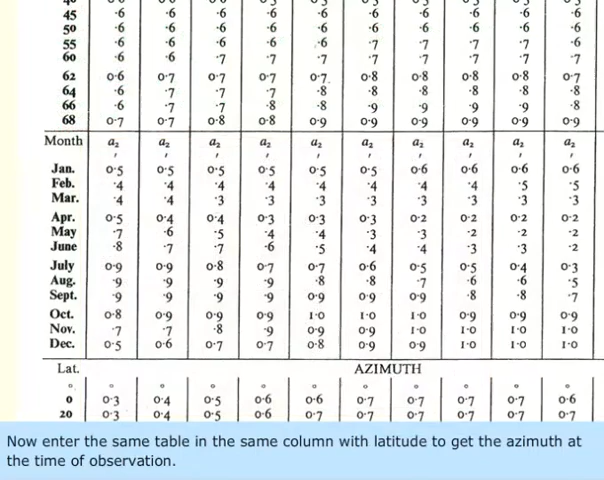 45 ·6 ·6 ·6 ·6 ·6 ·6 ·6 ·6 ·6 ·6
50 ·6 ·6 ·6 ·6 ·6 ·6 ·6 ·6 ·6 ·6
55 ·6 ·6 ·6 ·6 ·6 ·7 ·7 ·7 ·7 ·6
60 ·6 ·6 ·7 ·7 ·7 ·7 ·7 ·7 ·7 ·7
62 0·6 0·7 0·7 0·7 0·7 0·8 0·8 0·8 0·8 0·7
64 ·6 ·7 ·7 ·7 ·8 ·8 ·8 ·8 ·8 ·8
66 ·6 ·7 ·7 ·8 ·8 ·9 ·9 ·9 ·9 ·8
68 0·7 0·7 0·8 0·8 0·9 0·9 0·9 0·9 0·9 0·9
Month a₂ a₂ a₂ a₂ a₂ a₂ a₂ a₂ a₂ a₂
′ ′ ′ ′ ′ ′ ′ ′ ′ ′
Jan. 0·5 0·5 0·5 0·5 0·5 0·5 0·6 0·6 0·6 0·6
Feb. ·4 ·4 ·4 ·4 ·4 ·4 ·4 ·4 ·5 ·5
Mar. ·4 ·4 ·3 ·3 ·3 ·3 ·3 ·3 ·3 ·3
Apr. 0·5 0·4 0·4 0·3 0·3 0·3 0·2 0·2 0·2 0·2
May ·7 ·6 ·5 ·4 ·4 ·3 ·3 ·2 ·2 ·2
June ·8 ·7 ·7 ·6 ·5 ·4 ·4 ·3 ·3 ·2
July 0·9 0·9 0·8 0·7 0·7 0·6 0·5 0·5 0·4 0·3
Aug. ·9 ·9 ·9 ·9 ·8 ·8 ·7 ·6 ·6 ·5
Sept. ·9 ·9 ·9 ·9 0·9 0·9 0·9 ·8 ·8 ·7
Oct. 0·8 0·9 0·9 0·9 1·0 1·0 1·0 0·9 0·9 0·9
Nov. ·7 ·7 ·8 ·9 0·9 0·9 1·0 1·0 1·0 1·0
Dec. 0·5 0·6 0·7 0·7 0·8 0·9 0·9 1·0 1·0 1·0
Lat. AZIMUTH
° ° ° ° ° ° ° ° ° ° °
0 0·3 0·4 0·5 0·6 0·6 0·7 0·7 0·7 0·7 0·6
20 0·3 0·4 0·5 0·6 0·7 0·7 0·7 0·7 0·7 0·7
Now enter the same table in the same column with latitude to get the azimuth at
the time of observation.